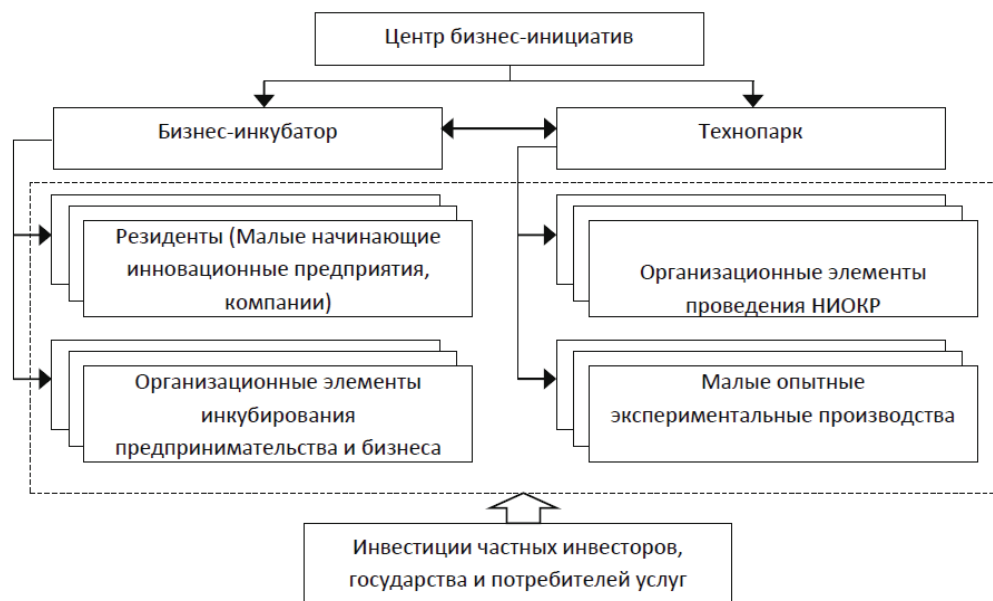 Центр бизнес-инициатив
Бизнес-инкубатор
Технопарк
Резиденты (Малые начинающие
инновационные предприятия,
компании)
Организационные элементы
проведения НИОКР
Организационные элементы
инкубирования
предпринимательства и бизнеса
Малые опытные
экспериментальные производства
Инвестиции частных инвесторов,
государства и потребителей услуг